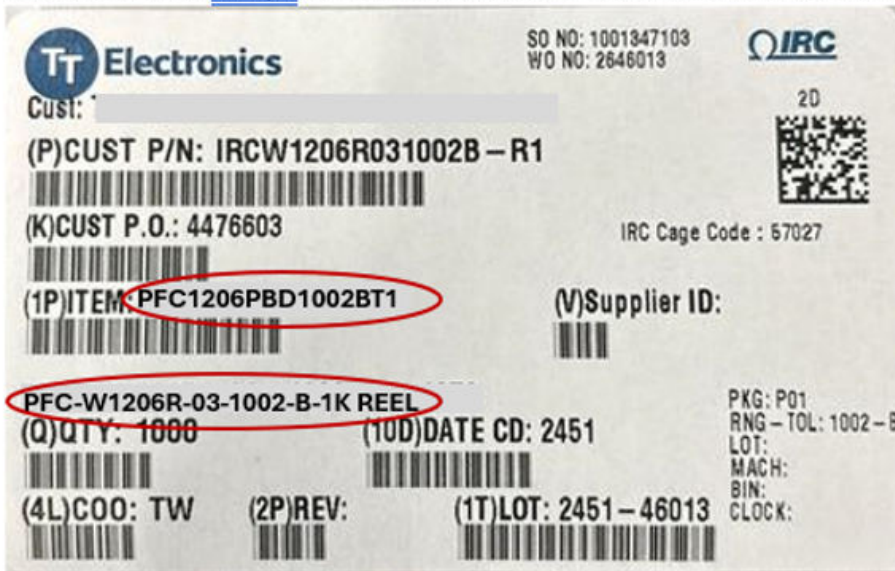 TT Electronics
SO NO: 1001347103
WO NO: 2646013
IRC
Cust:
2D
(P)CUST P/N: IRCW1206R031002B-R1
(K)CUST P.O.: 4476603
IRC Cage Code : 57027
(1P)ITEM: PFC1206PBD1002BT1
(V)Supplier ID:
PFC-W1206R-03-1002-B-1K REEL
(Q)QTY: 1000
(10D)DATE CD: 2451
PKG: P01
RNG-TOL: 1002-B
LOT:
MACH:
BIN:
CLOCK:
(4L)COO: TW
(2P)REV:
(1T)LOT: 2451-46013